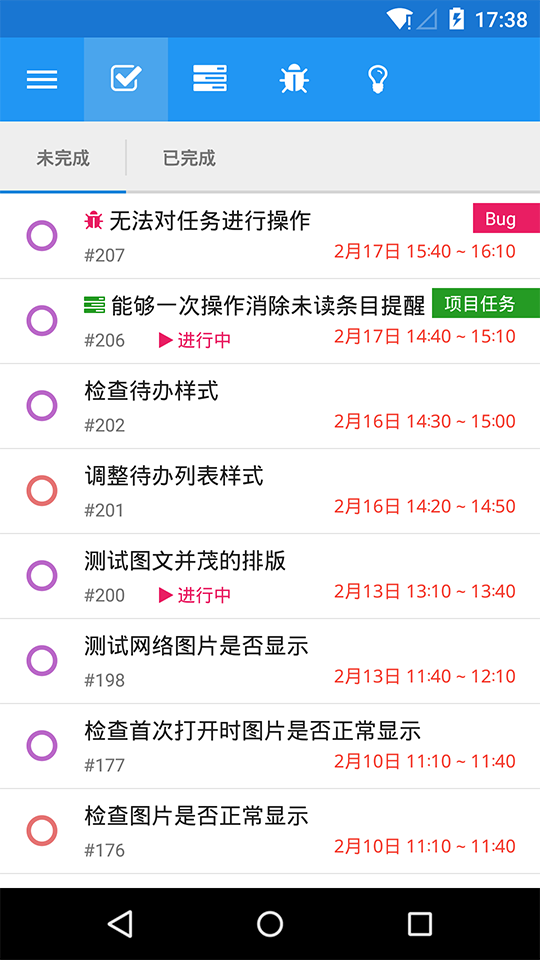 17:38
未完成 已完成
无法对任务进行操作 Bug
#207 2月17日 15:40 ~ 16:10
能够一次操作消除未读条目提醒 项目任务
#206 进行中 2月17日 14:40 ~ 15:10
检查待办样式
#202 2月16日 14:30 ~ 15:00
调整待办列表样式
#201 2月16日 14:20 ~ 14:50
测试图文并茂的排版
#200 进行中 2月13日 13:10 ~ 13:40
测试网络图片是否显示
#198 2月13日 11:40 ~ 12:10
检查首次打开时图片是否正常显示
#177 2月10日 11:10 ~ 11:40
检查图片是否正常显示
#176 2月10日 11:10 ~ 11:40